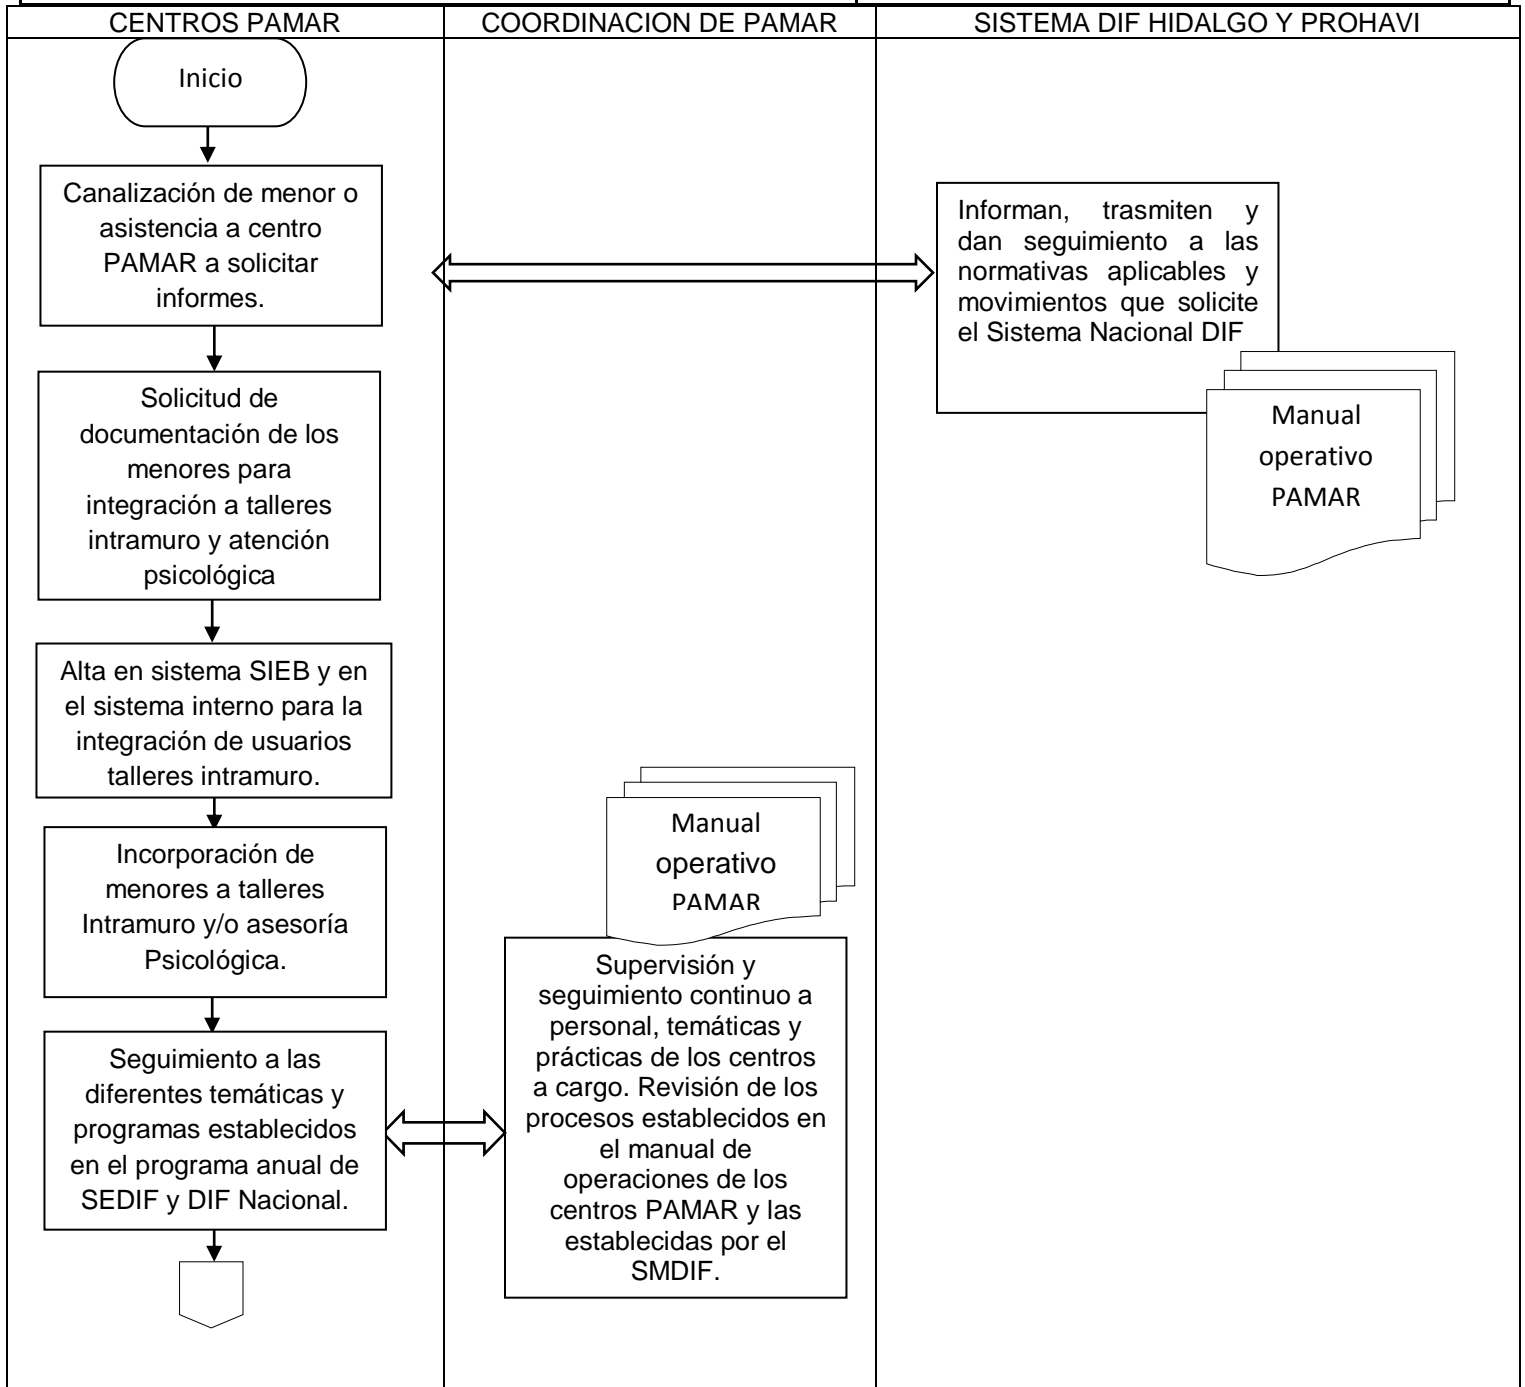 CENTROS PAMAR
COORDINACION DE PAMAR
SISTEMA DIF HIDALGO Y PROHAVI
Inicio
Canalización de menor o
asistencia a centro
PAMAR a solicitar
informes.
Informan, trasmiten y
dan seguimiento a las
normativas aplicables y
movimientos que solicite
el Sistema Nacional DIF
Manual
operativo
PAMAR
Solicitud de
documentación de los
menores para
integración a talleres
intramuro y atención
psicológica
Alta en sistema SIEB y en
el sistema interno para la
integración de usuarios
talleres intramuro.
Incorporación de
menores a talleres
Intramuro y/o asesoría
Psicológica.
Manual
operativo
PAMAR
Seguimiento a las
diferentes temáticas y
programas establecidos
en el programa anual de
SEDIF y DIF Nacional.
Supervisión y
seguimiento continuo a
personal, temáticas y
prácticas de los centros
a cargo. Revisión de los
procesos establecidos en
el manual de
operaciones de los
centros PAMAR y las
establecidas por el
SMDIF.